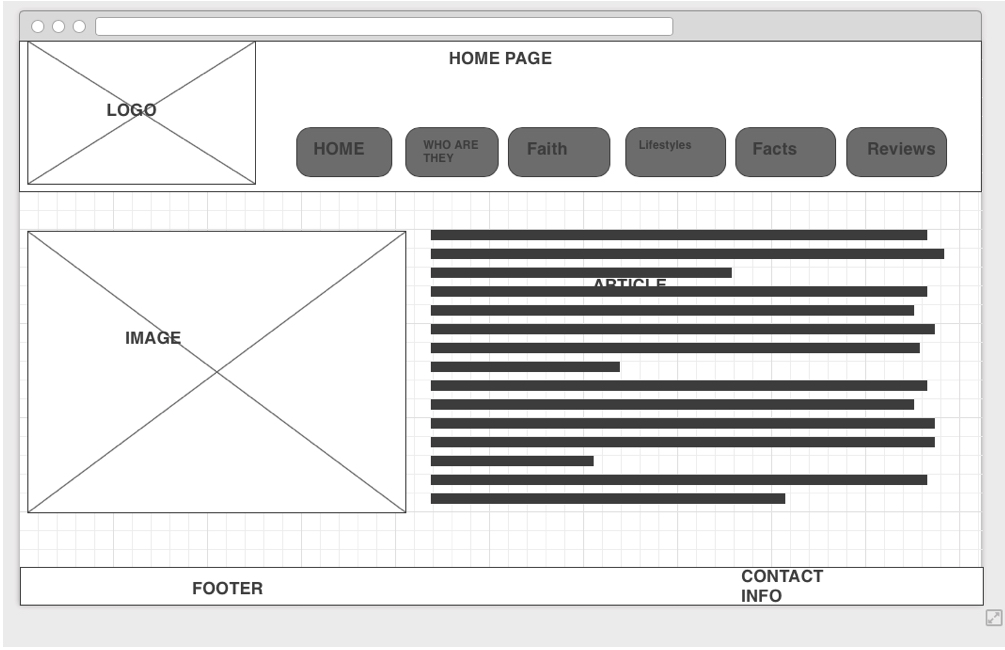 HOME PAGE
LOGO
HOME
WHO ARE
THEY
Faith
Lifestyles
Facts
Reviews
ARTICLE
IMAGE
FOOTER
CONTACT
INFO